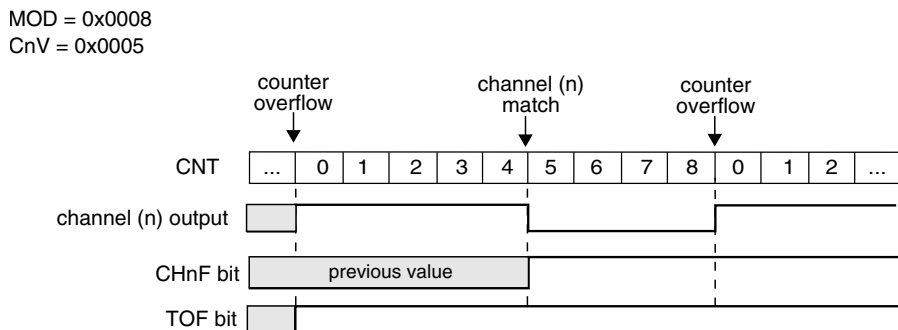 MOD = 0x0008
CnV = 0x0005
counter
overflow
channel (n)
match
counter
overflow
CNT ... 0 1 2 3 4 5 6 7 8 0 1 2 ...
channel (n) output
CHnF bit previous value
TOF bit